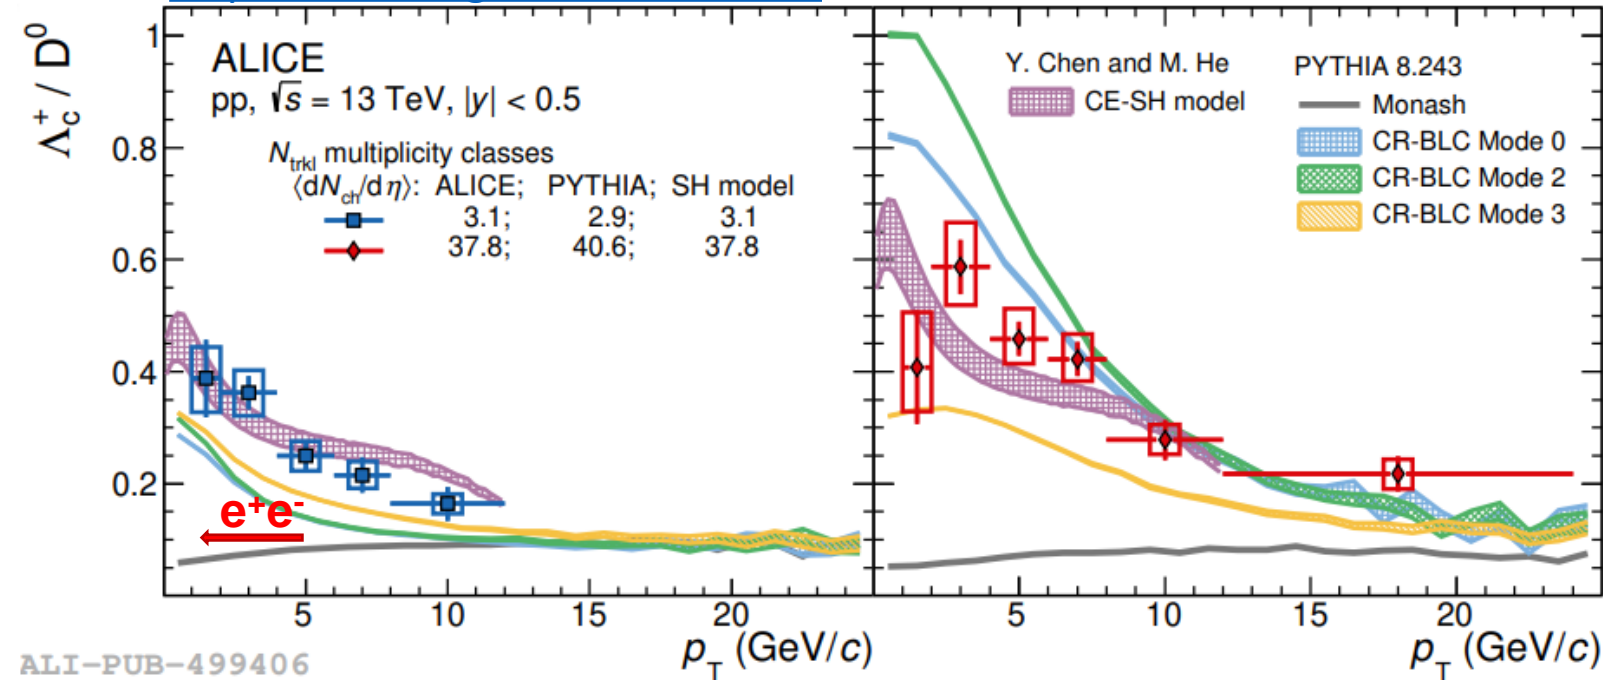 Λc+ / D0
1
0.8
0.6
0.4
0.2
ALICE
pp, √s = 13 TeV, |y| < 0.5
Ntrkl multiplicity classes
⟨dNch/dη⟩: ALICE; PYTHIA; SH model
3.1; 2.9; 3.1
37.8; 40.6; 37.8
e+e-
5 10 15 20
pT (GeV/c)
Y. Chen and M. He
CE-SH model
PYTHIA 8.243
Monash
CR-BLC Mode 0
CR-BLC Mode 2
CR-BLC Mode 3
5 10 15 20
pT (GeV/c)
ALI-PUB-499406